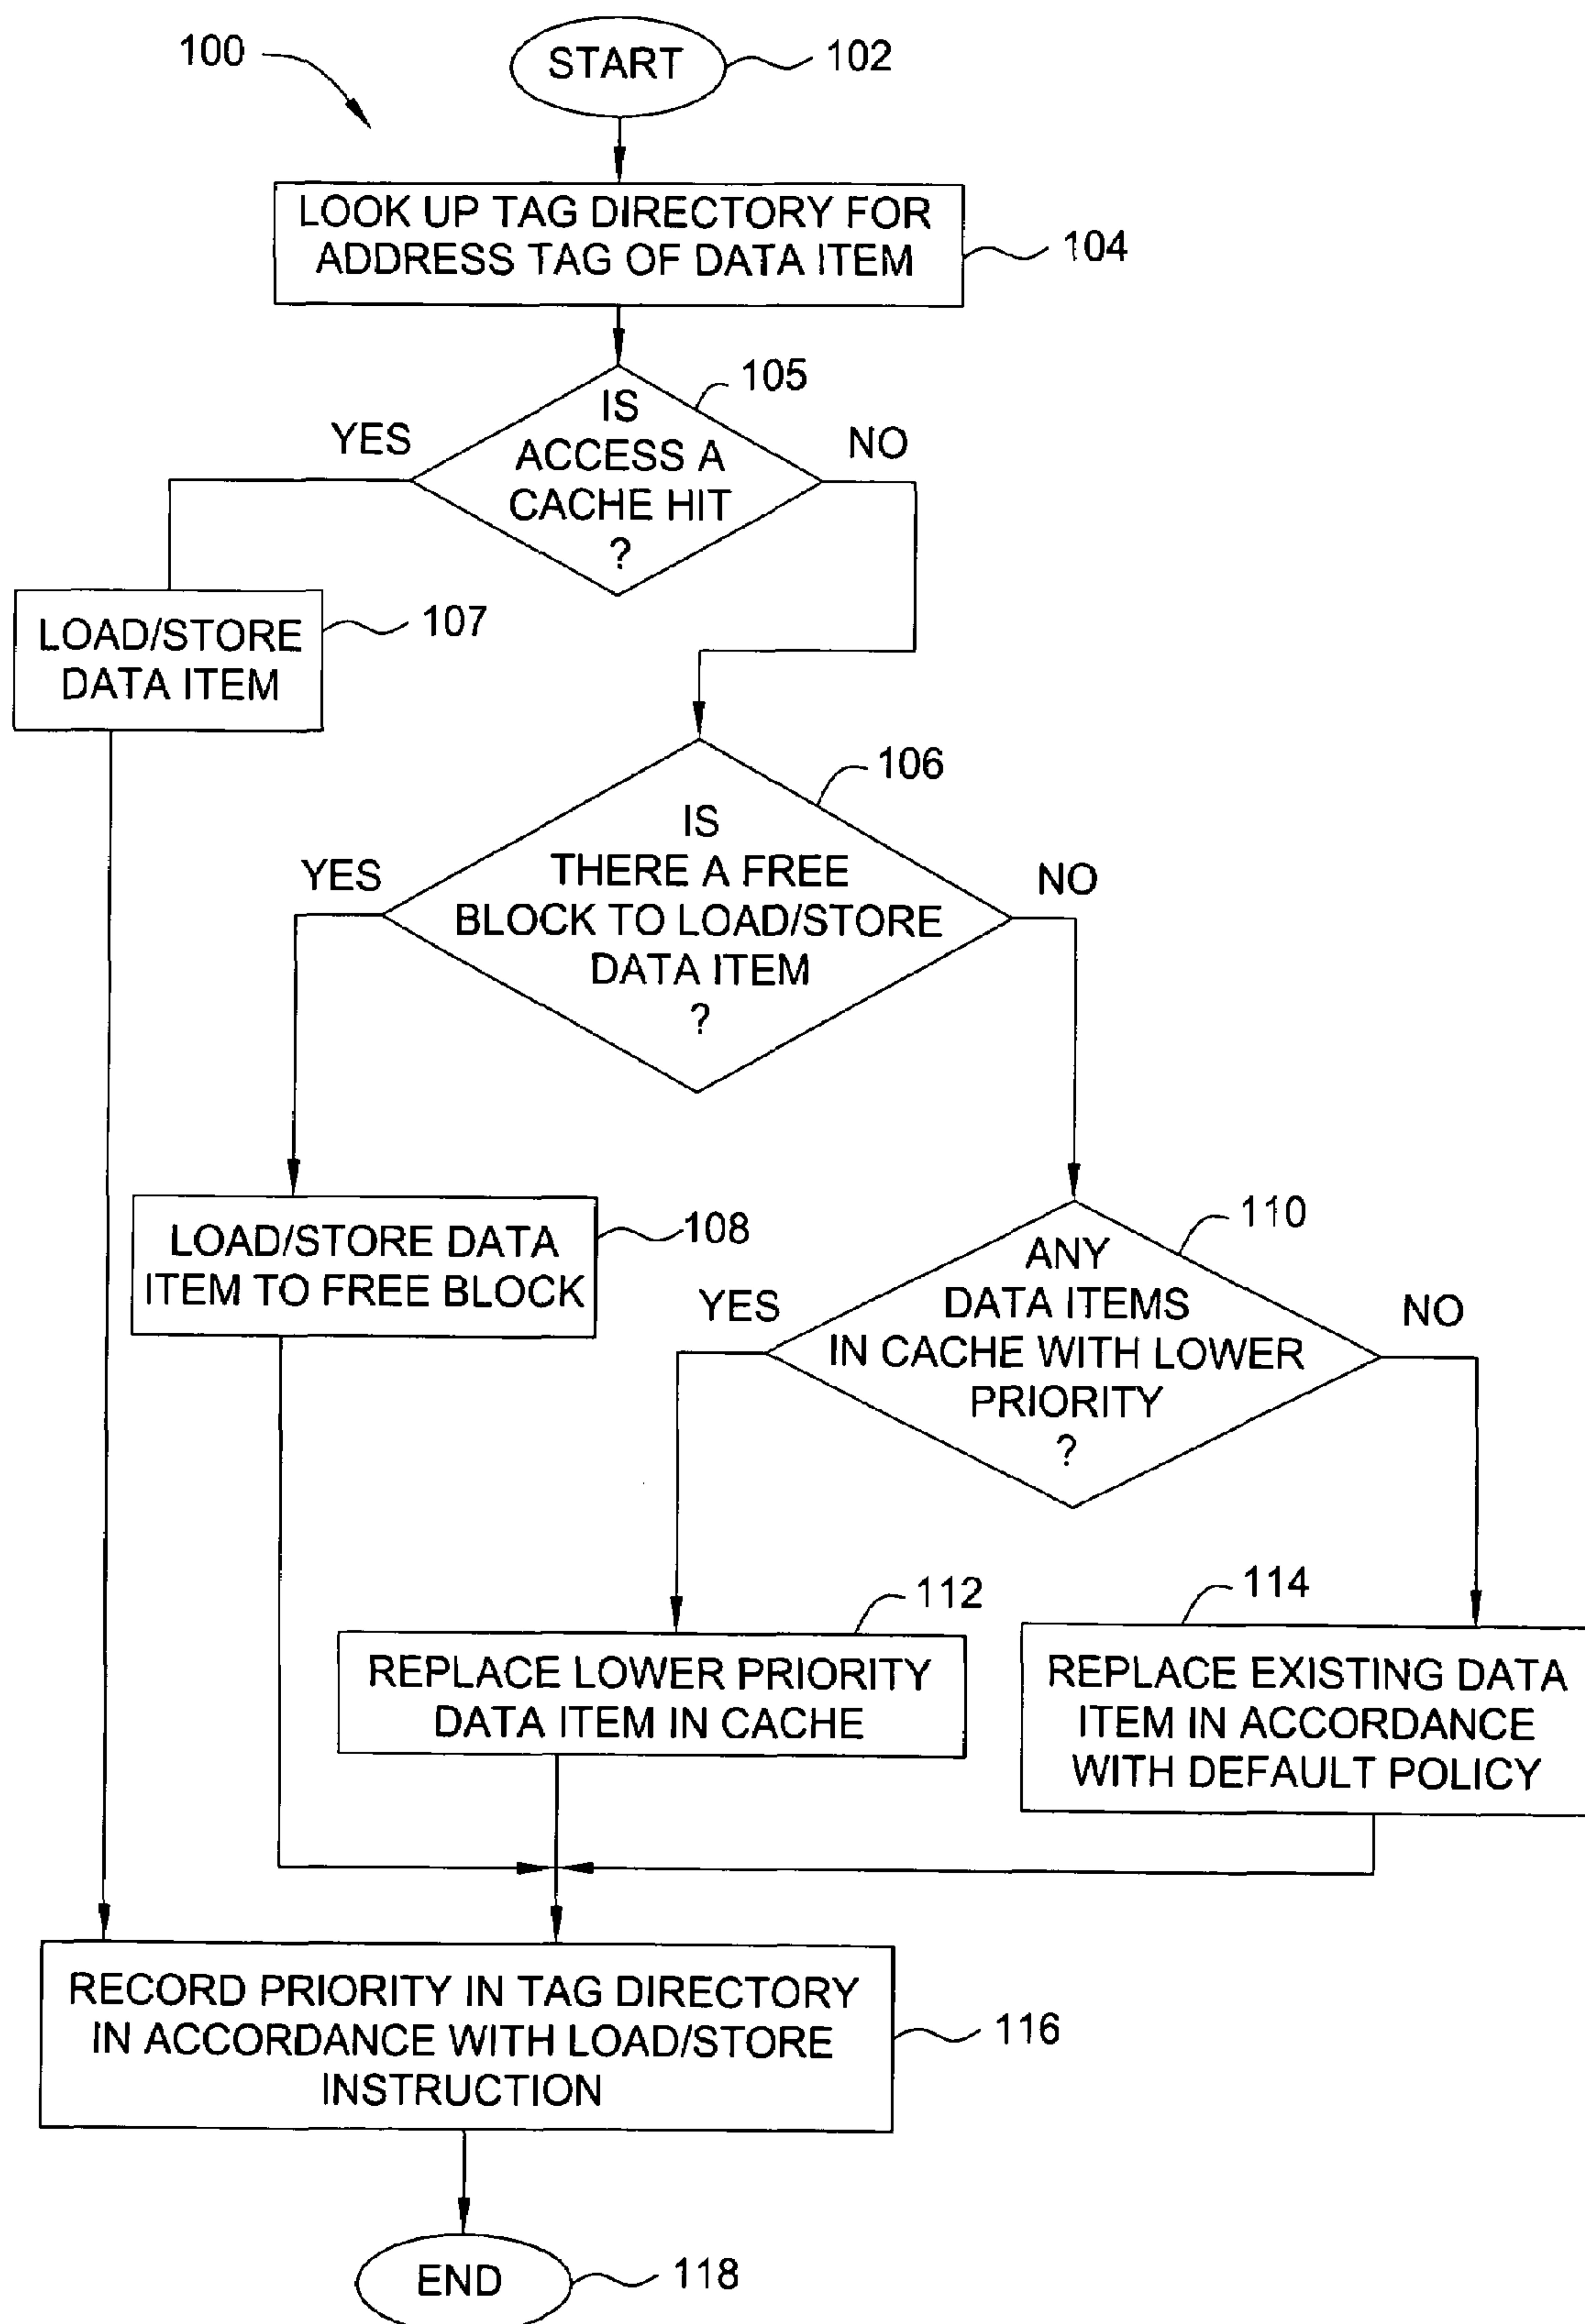 100
START
102
LOOK UP TAG DIRECTORY FOR
ADDRESS TAG OF DATA ITEM
104
105
IS
ACCESS A
CACHE HIT
?
YES
NO
LOAD/STORE
DATA ITEM
107
106
IS
THERE A FREE
BLOCK TO LOAD/STORE
DATA ITEM
?
YES
NO
LOAD/STORE DATA
ITEM TO FREE BLOCK
108
110
ANY
DATA ITEMS
IN CACHE WITH LOWER
PRIORITY
?
YES
NO
112
REPLACE LOWER PRIORITY
DATA ITEM IN CACHE
114
REPLACE EXISTING DATA
ITEM IN ACCORDANCE
WITH DEFAULT POLICY
RECORD PRIORITY IN TAG DIRECTORY
IN ACCORDANCE WITH LOAD/STORE
INSTRUCTION
116
END
118